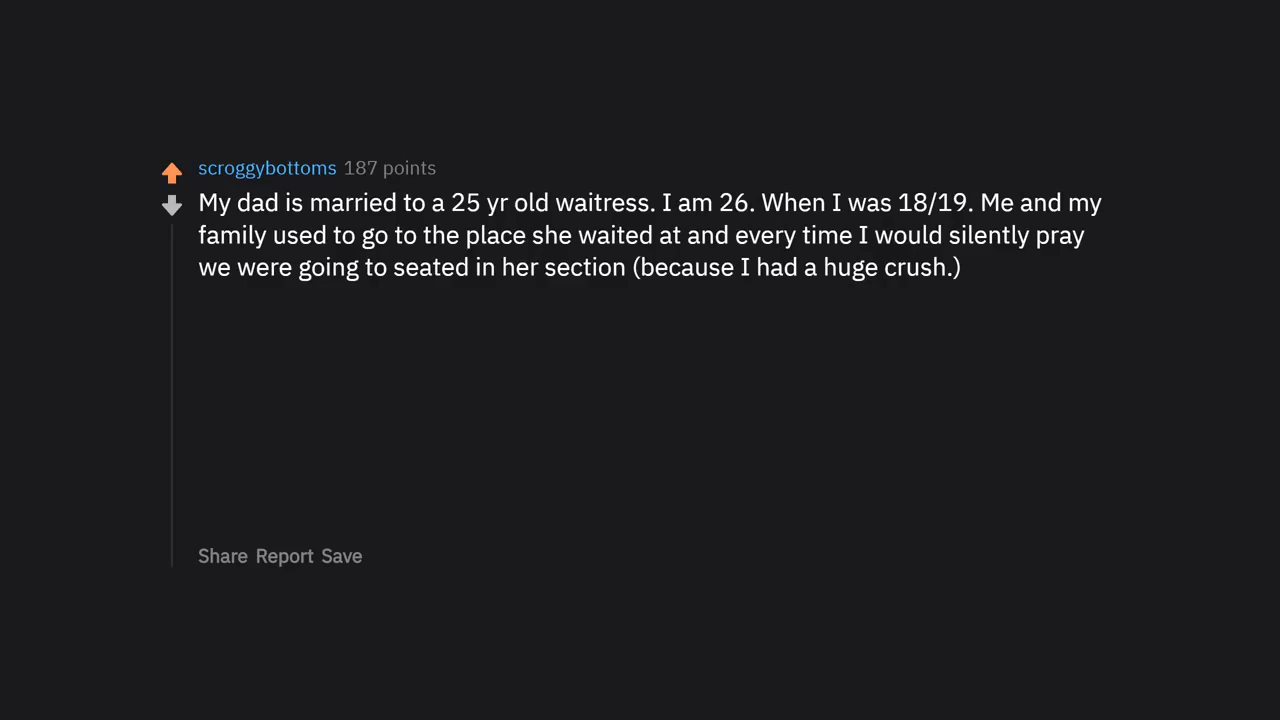 scroggybottoms 187 points
My dad is married to a 25 yr old waitress. I am 26. When I was 18/19. Me and my
family used to go to the place she waited at and every time I would silently pray
we were going to seated in her section (because I had a huge crush.)
Share Report Save